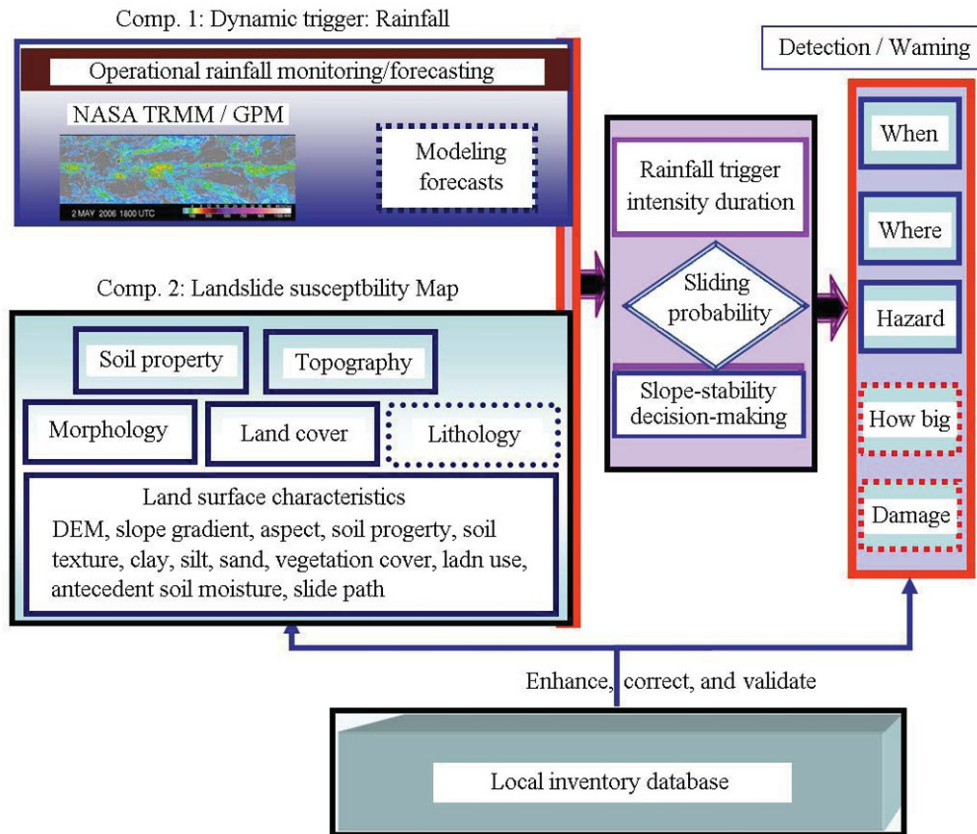 Comp. 1: Dynamic trigger: Rainfall
Operational rainfall monitoring/forecasting
NASA TRMM / GPM
2 MAY 2006 1800 UTC
Modeling
forecasts
Comp. 2: Landslide susceptbility Map
Soil property
Topography
Morphology
Land cover
Lithology
Land surface characteristics
DEM, slope gradient, aspect, soil progerty, soil
texture, clay, silt, sand, vegetation cover, ladn use,
antecedent soil moisture, slide path
Rainfall trigger
intensity duration
Sliding
probability
Slope-stability
decision-making
Detection / Waming
When
Where
Hazard
How big
Damage
Enhance, correct, and validate
Local inventory database